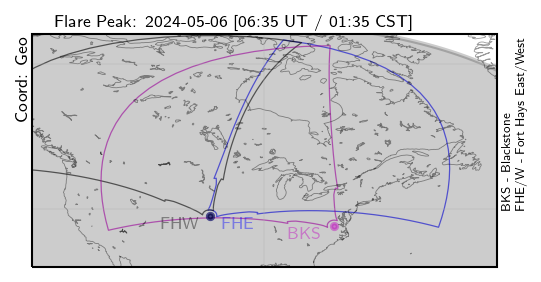 Flare Peak: 2024-05-06 [06:35 UT / 01:35 CST]
Coord: Geo
FHW
FHE
BKS
BKS - Blackstone
FHE/W - Fort Hays East/West